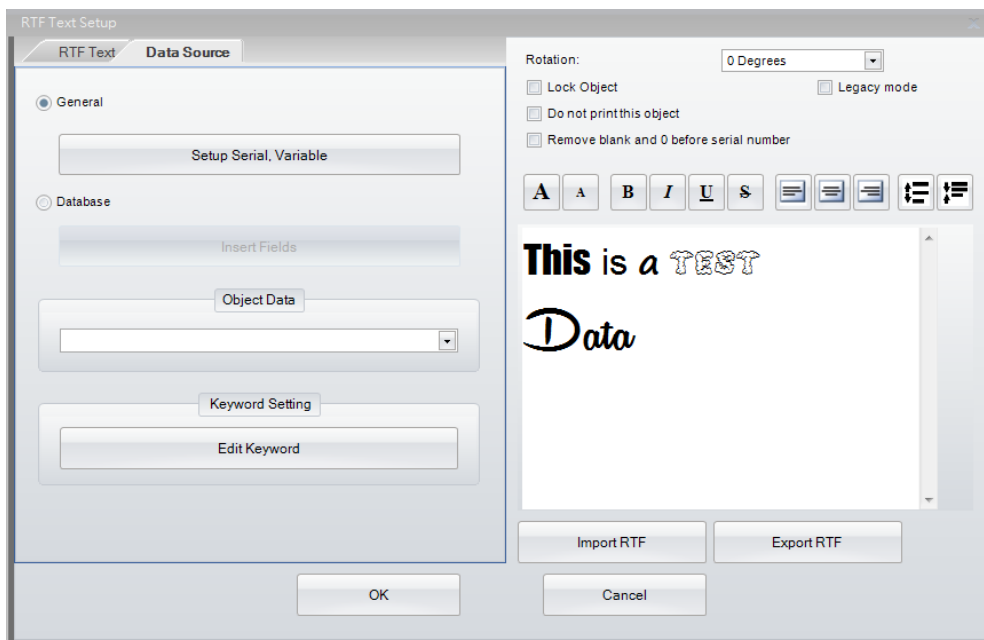 RTF Text Setup
RTF Text
Data Source
General
Setup Serial, Variable
Database
Insert Fields
Object Data
Keyword Setting
Edit Keyword
Rotation:
0 Degrees
Lock Object
Legacy mode
Do not print this object
Remove blank and 0 before serial number
A A B I U S
This is a TEST
Data
Import RTF
Export RTF
OK
Cancel